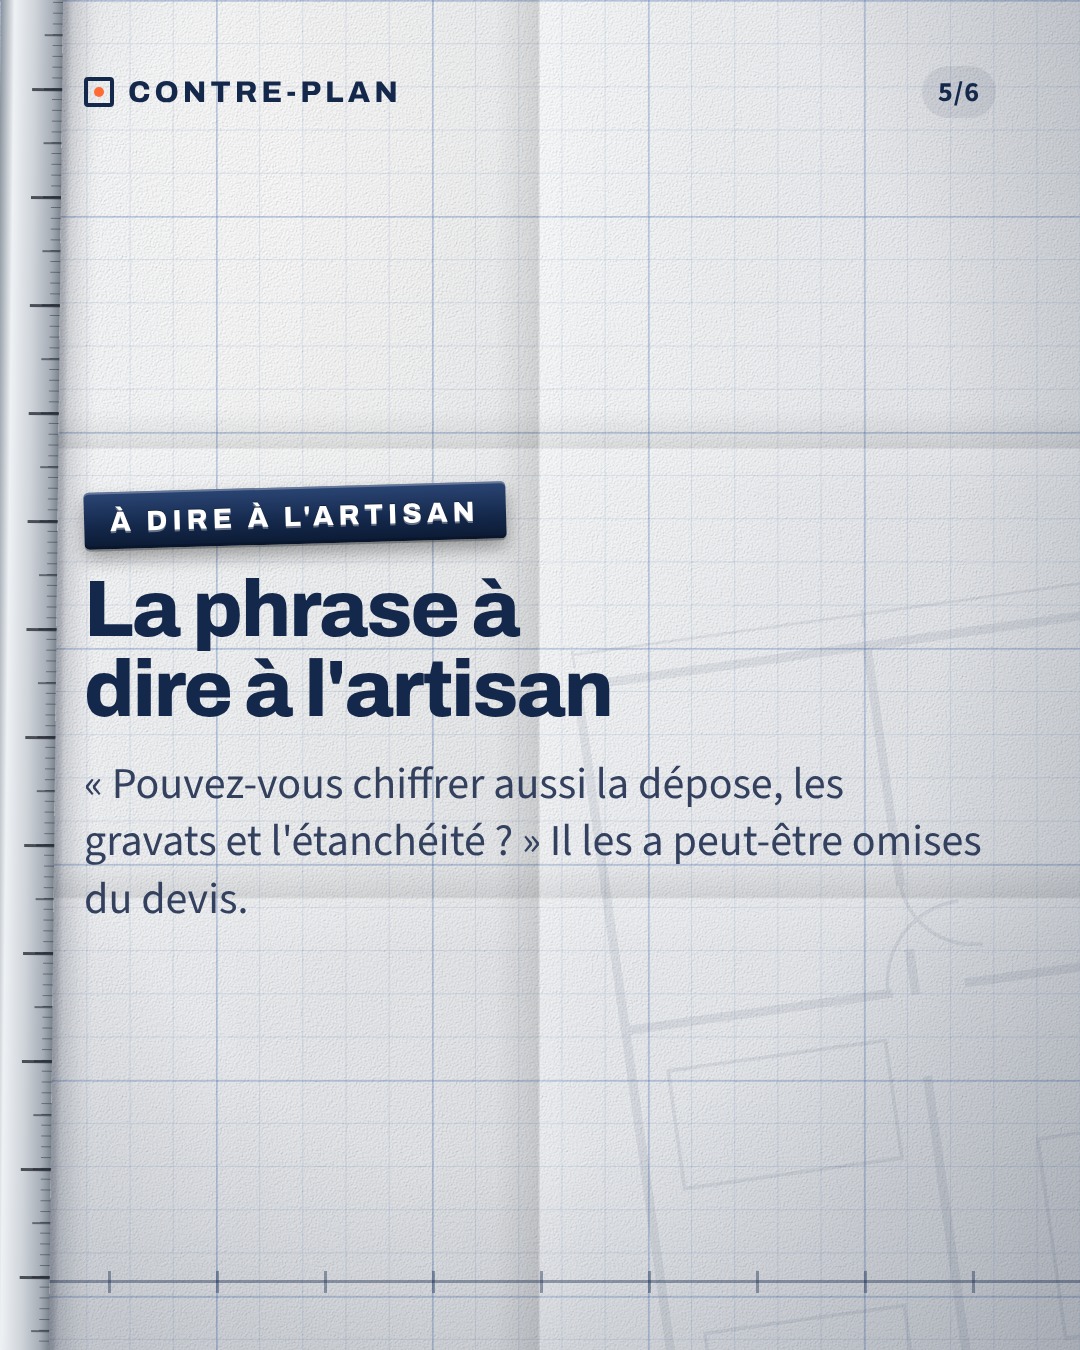 CONTRE-PLAN
5/6
À DIRE À L'ARTISAN
La phrase à
dire à l'artisan
« Pouvez-vous chiffrer aussi la dépose, les
gravats et l'étanchéité ? » Il les a peut-être omises
du devis.